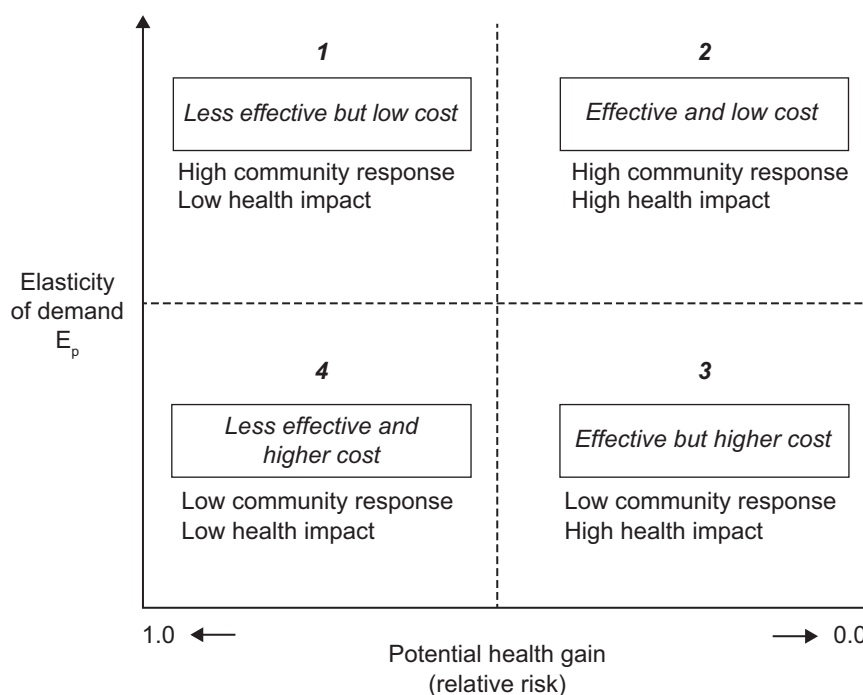 1
Less effective but low cost
High community response
Low health impact
2
Effective and low cost
High community response
High health impact
Elasticity
of demand
Ep
4
Less effective and
higher cost
Low community response
Low health impact
3
Effective but higher cost
Low community response
High health impact
1.0
0.0
Potential health gain
(relative risk)